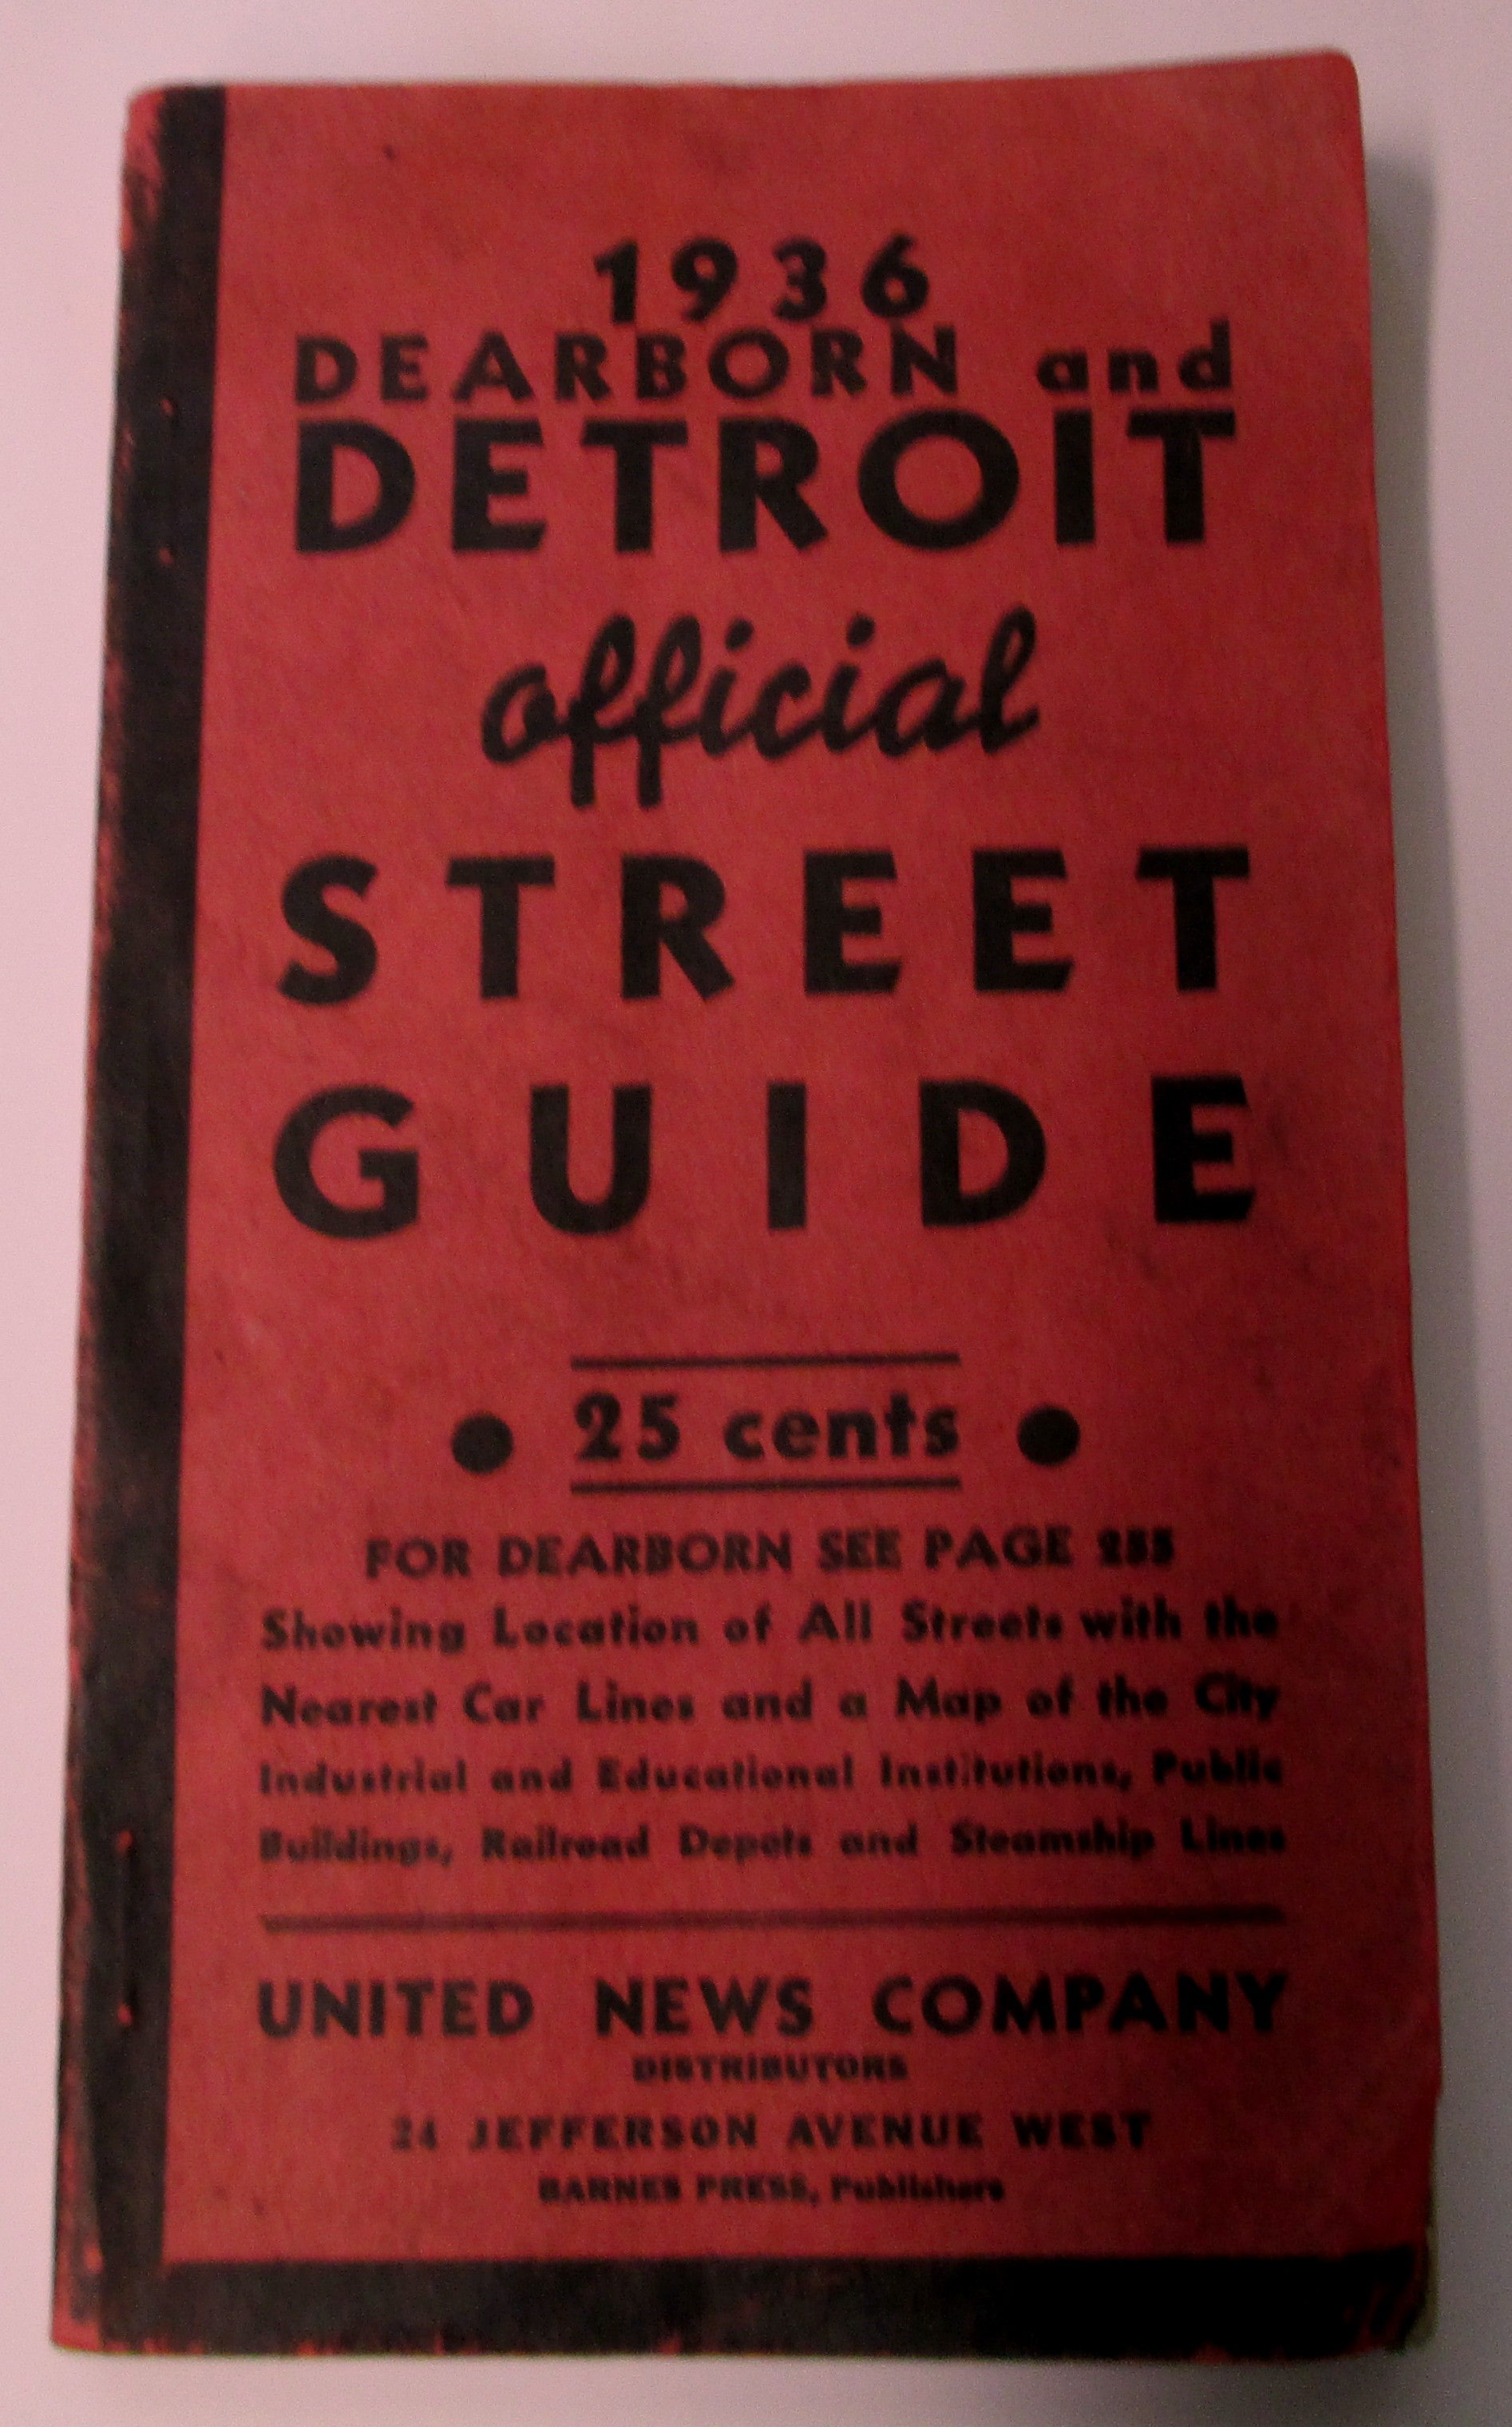 1936
DEARBORN and
DETROIT
official
STREET
GUIDE
25 cents
FOR DEARBORN SEE PAGE 255
Showing Location of All Streets with the
Nearest Car Lines and a Map of the City
Industrial and Educational Institutions, Public
Buildings, Railroad Depots and Steamship Lines
UNITED NEWS COMPANY
DISTRIBUTORS
24 JEFFERSON AVENUE WEST
BARNES PRESS, Publishers